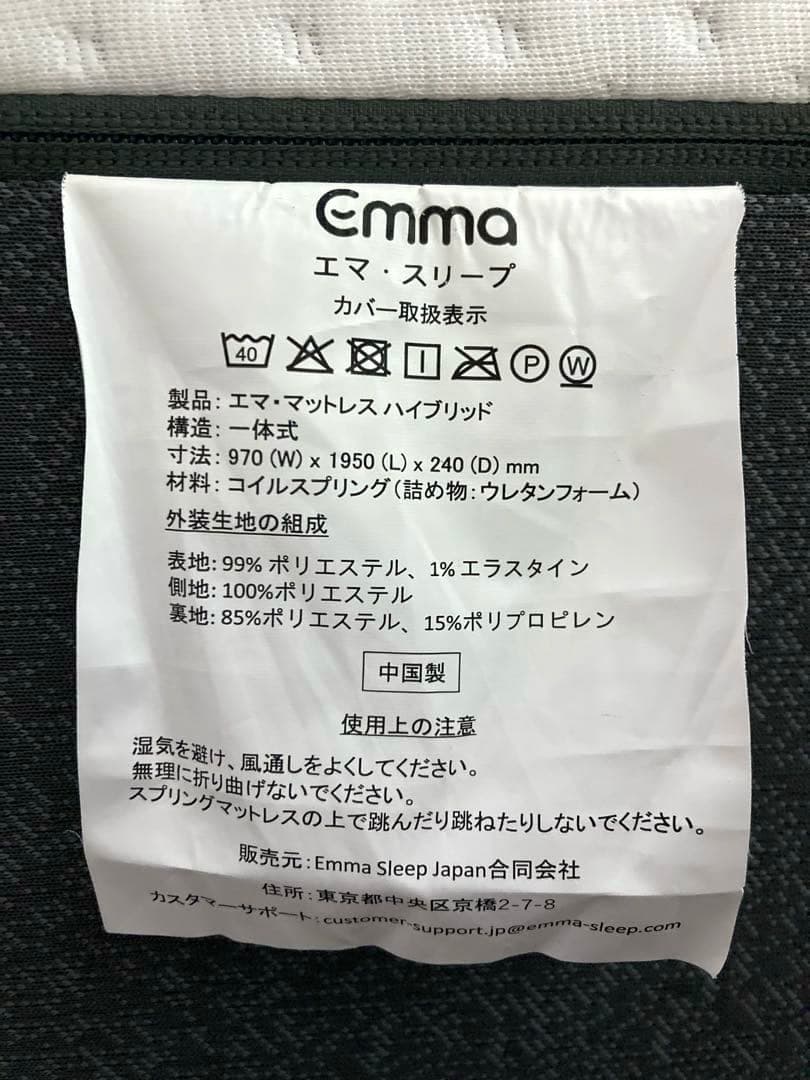 Emma
エマ・スリープ
カバー取扱表示
40 P W
製品: エマ・マットレス ハイブリッド
構造: 一体式
寸法: 970 (W) x 1950 (L) x 240 (D) mm
材料: コイルスプリング(詰め物:ウレタンフォーム)
外装生地の組成
表地: 99% ポリエステル、1% エラスタイン
側地: 100%ポリエステル
裏地: 85%ポリエステル、15%ポリプロピレン
中国製
使用上の注意
湿気を避け、風通しをよくしてください。
無理に折り曲げないでください。
スプリングマットレスの上で跳んだり跳ねたりしないでください。
販売元:Emma Sleep Japan合同会社
住所:東京都中央区京橋2-7-8
カスタマーサポート:customer-support.jp@emma-sleep.com